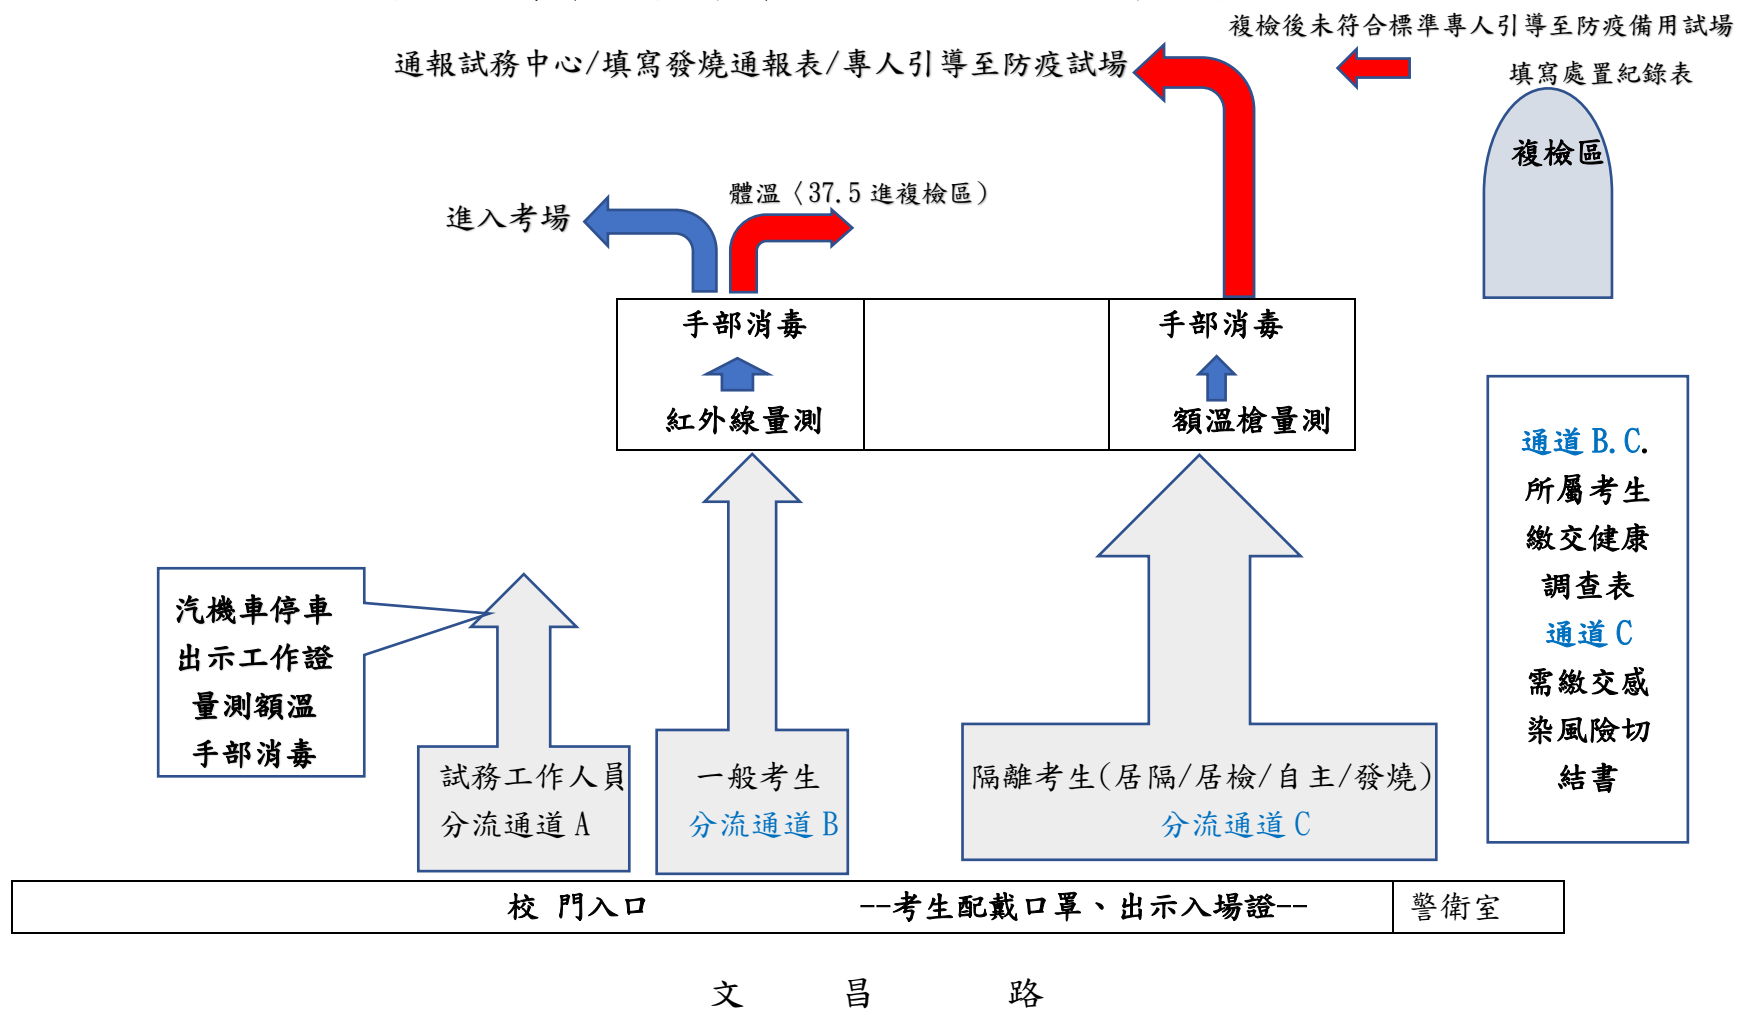 複檢後未符合標準專人引導至防疫備用試場
通報試務中心/填寫發燒通報表/專人引導至防疫試場
填寫處置紀錄表
複檢區
體溫〈37.5 進複檢區）
進入考場
手部消毒
手部消毒
紅外線量測
額溫槍量測
通道 B.C.
所屬考生
繳交健康
調查表
通道 C
需繳交感
染風險切
結書
汽機車停車
出示工作證
量測額溫
手部消毒
試務工作人員
分流通道 A
一般考生
分流通道 B
隔離考生(居隔/居檢/自主/發燒)
分流通道 C
校 門入口 --考生配戴口罩、出示入場證--
警衛室
文 昌 路